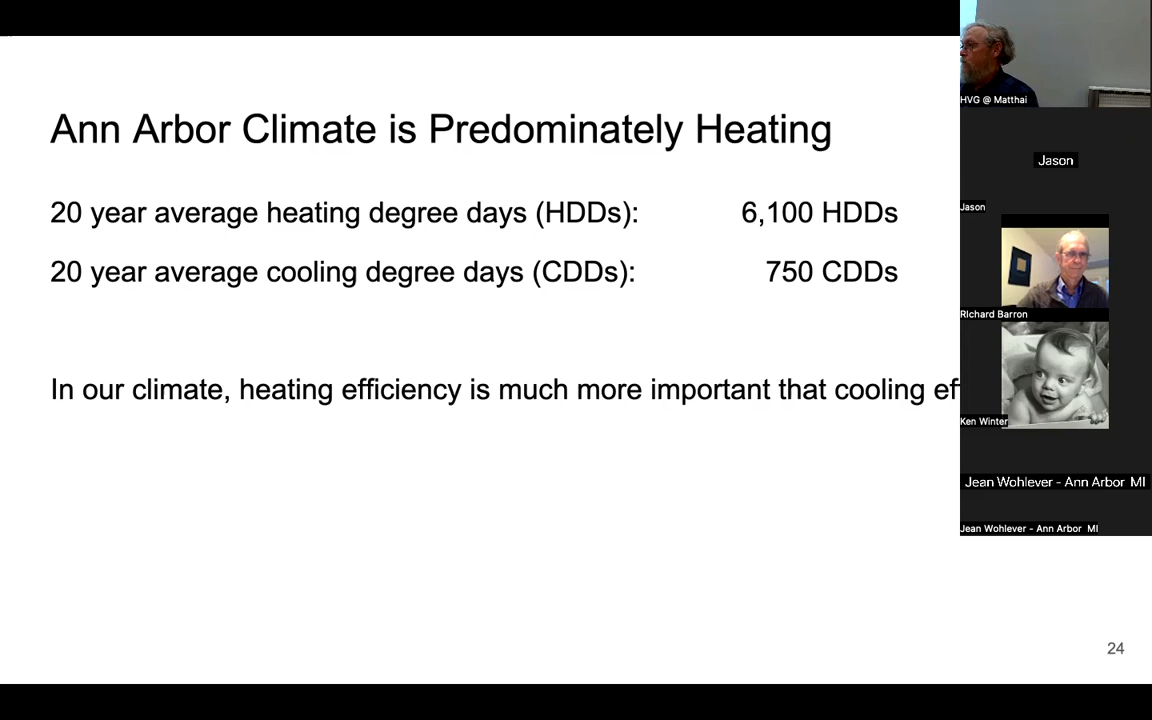 Ann Arbor Climate is Predominately Heating
20 year average heating degree days (HDDs): 6,100 HDDs
20 year average cooling degree days (CDDs): 750 CDDs
In our climate, heating efficiency is much more important that cooling ef
24
HVG @ Matthai
Jason
Jason
RIchard Barron
Ken Winter
Jean Wohlever - Ann Arbor MI
Jean Wohlever - Ann Arbor MI